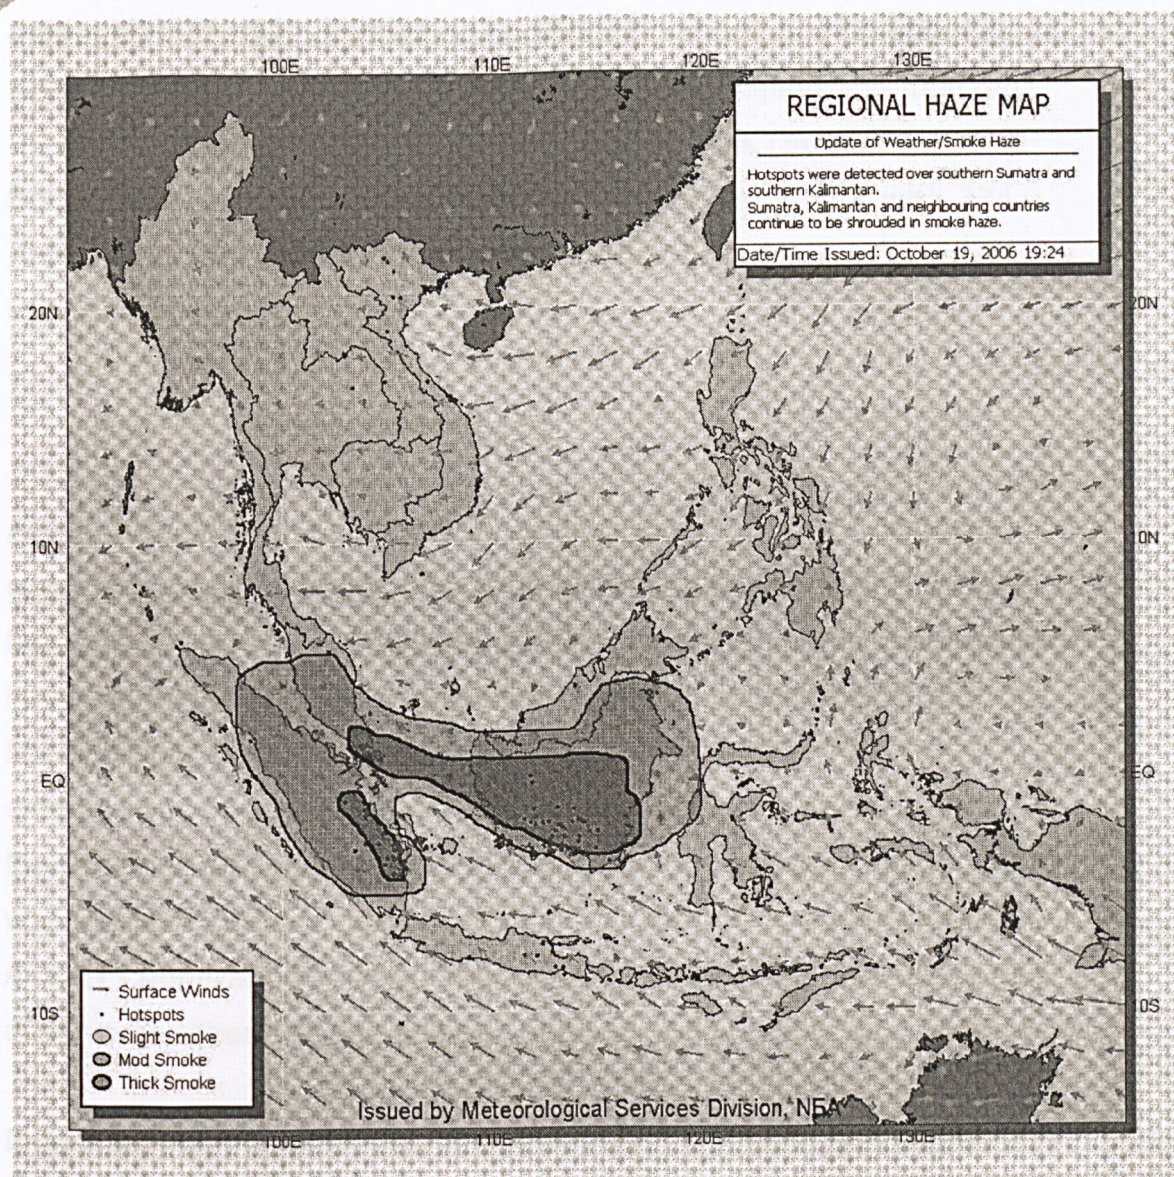 100E 110E 120E 130E
REGIONAL HAZE MAP
Update of Weather/Smoke Haze
Hotspots were detected over southern Sumatra and
southern Kalimantan.
Sumatra, Kalimantan and neighbouring countries
continue to be shrouded in smoke haze.
Date/Time Issued: October 19, 2006 19:24
20N 20N
10N 0N
EQ EQ
10S 0S
Surface Winds
Hotspots
Slight Smoke
Mod Smoke
Thick Smoke
Issued by Meteorological Services Division, NEA
100E 110E 120E 130E